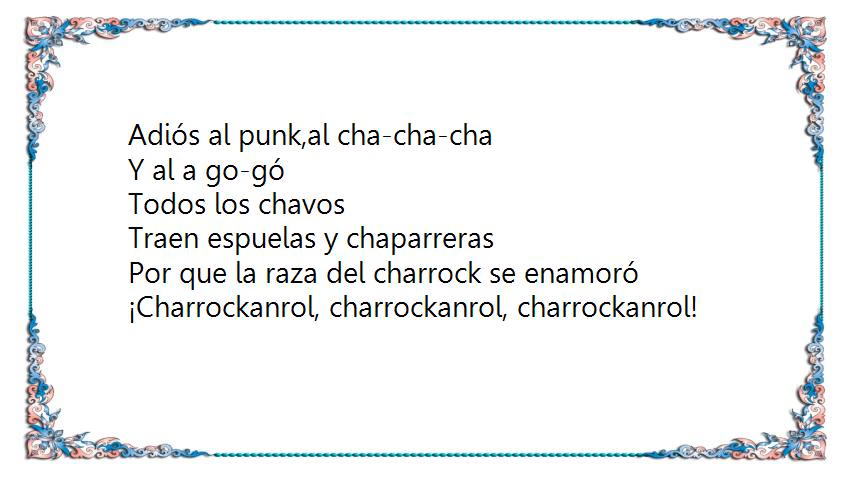 Adiós al punk,al cha-cha-cha
Y al a go-gó
Todos los chavos
Traen espuelas y chaparreras
Por que la raza del charrock se enamoró
¡Charrockanrol, charrockanrol, charrockanrol!